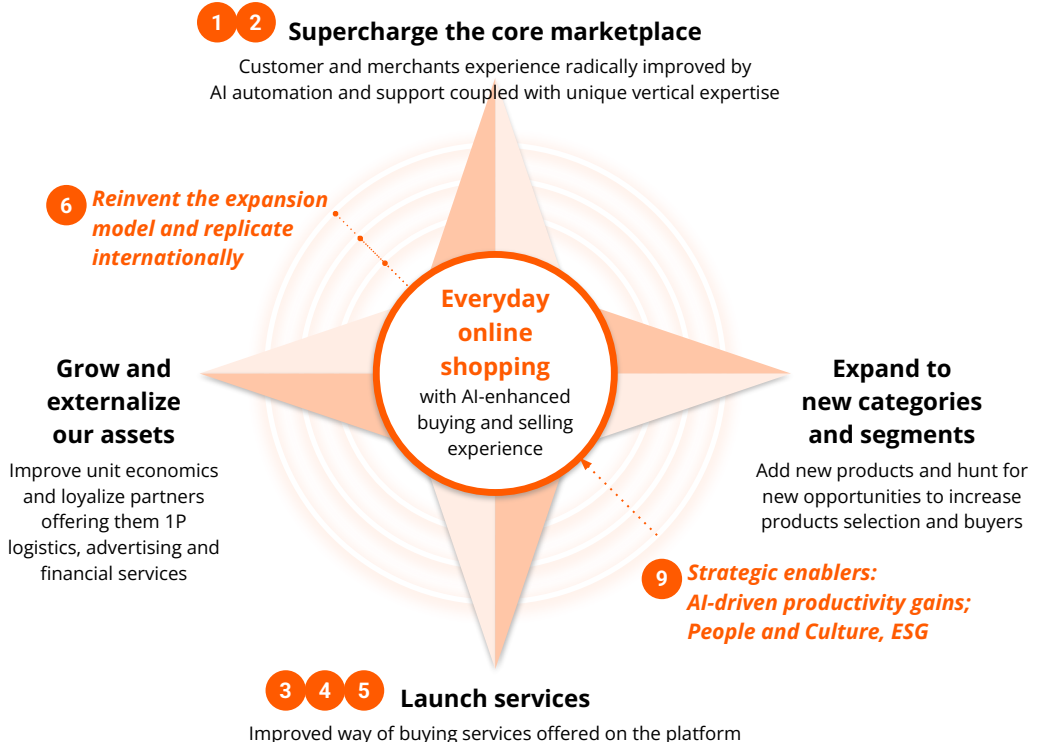 1 2 Supercharge the core marketplace
Customer and merchants experience radically improved by
AI automation and support coupled with unique vertical expertise
6 Reinvent the expansion
model and replicate
internationally
Everyday
online
shopping
with AI-enhanced
buying and selling
experience
Grow and
externalize
our assets
Improve unit economics
and loyalize partners
offering them 1P
logistics, advertising and
financial services
Expand to
new categories
and segments
Add new products and hunt for
new opportunities to increase
products selection and buyers
9 Strategic enablers:
AI-driven productivity gains;
People and Culture, ESG
3 4 5 Launch services
Improved way of buying services offered on the platform